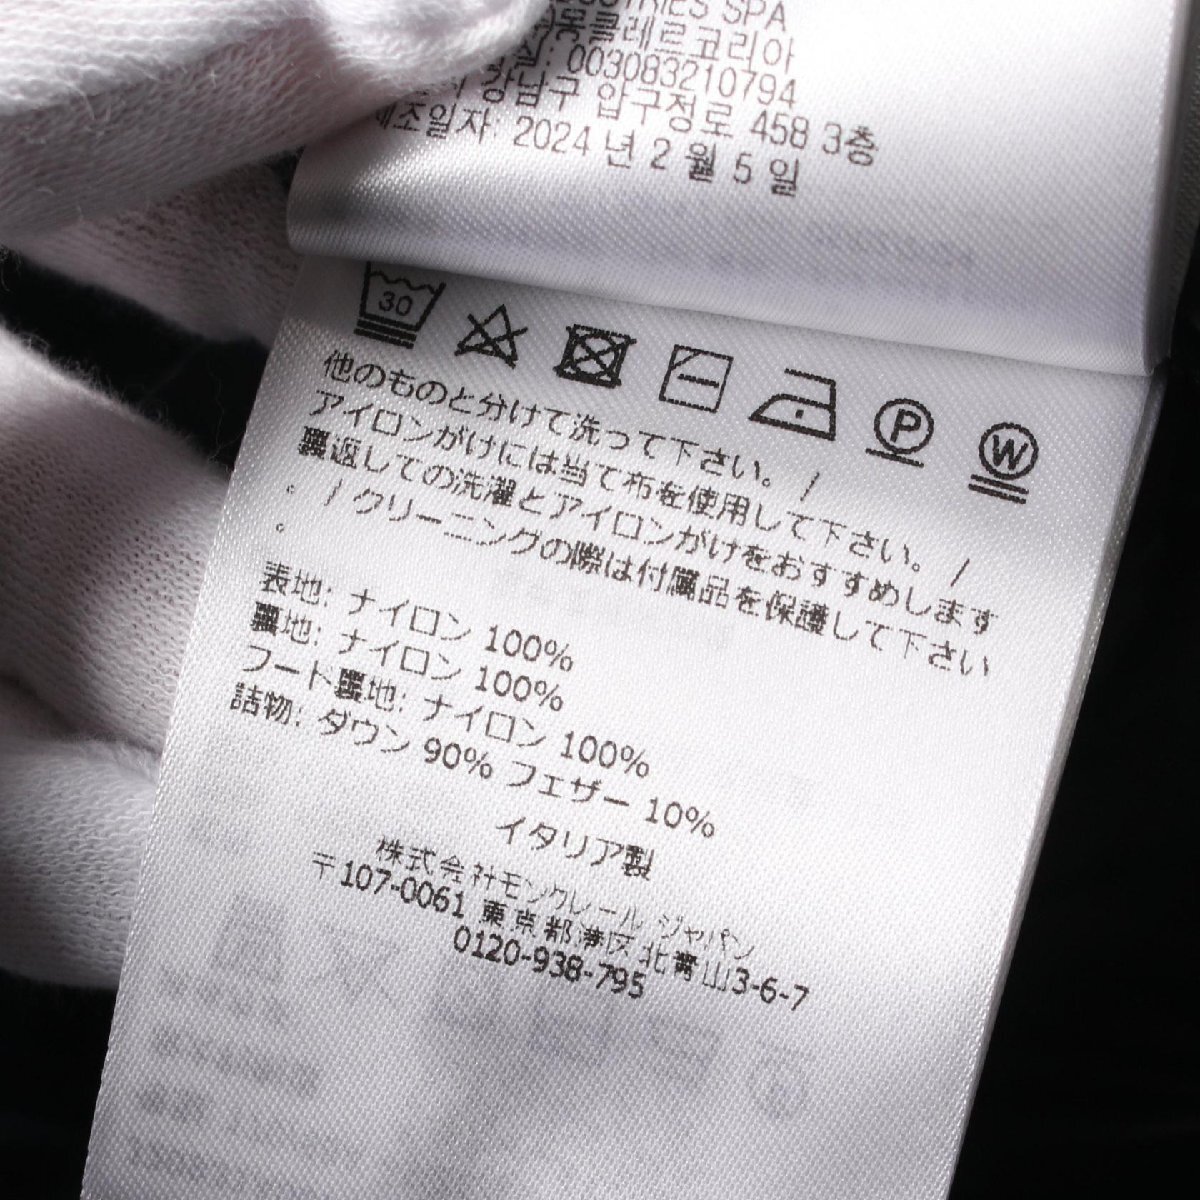 SPA
몽클레르코리아
003083210794
강남구 압구정로 458 3층
제조일자: 2024 년 2 월 5 일
30
P
W
他のものと分けて洗って下さい。 /
アイロンがけには当て布を使用して下さい。 /
裏返しての洗濯とアイロンがけをおすすめします
。 / クリーニングの際は付属品を保護して下さい
。
表地: ナイロン 100%
裏地: ナイロン 100%
フード裏地: ナイロン 100%
詰物: ダウン 90% フェザー 10%
イタリア製
株式会社モンクレール ジャパン
〒107-0061 東京都港区北青山3-6-7
0120-938-795